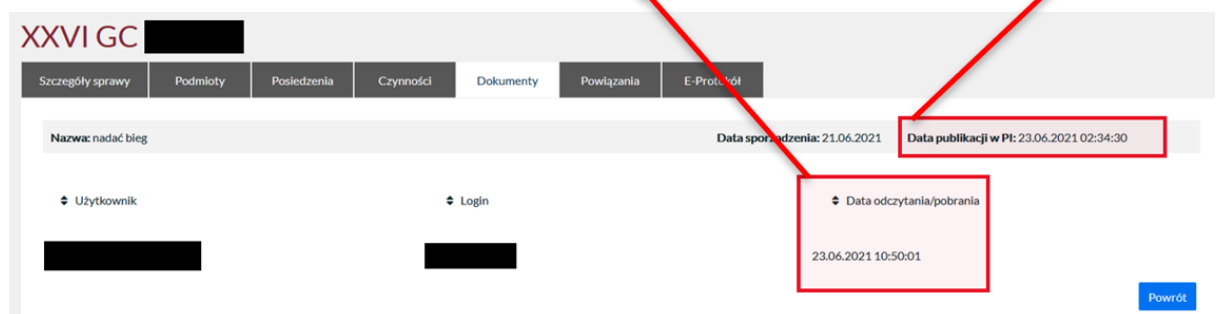 XXVI GC
Szczegóły sprawy Podmioty Posiedzenia Czynności Dokumenty Powiązania E-Protokół
Nazwa: nadać bieg Data sporządzenia: 21.06.2021 Data publikacji w PI: 23.06.2021 02:34:30
Użytkownik Login Data odczytania/pobrania
23.06.2021 10:50:01
Powrót